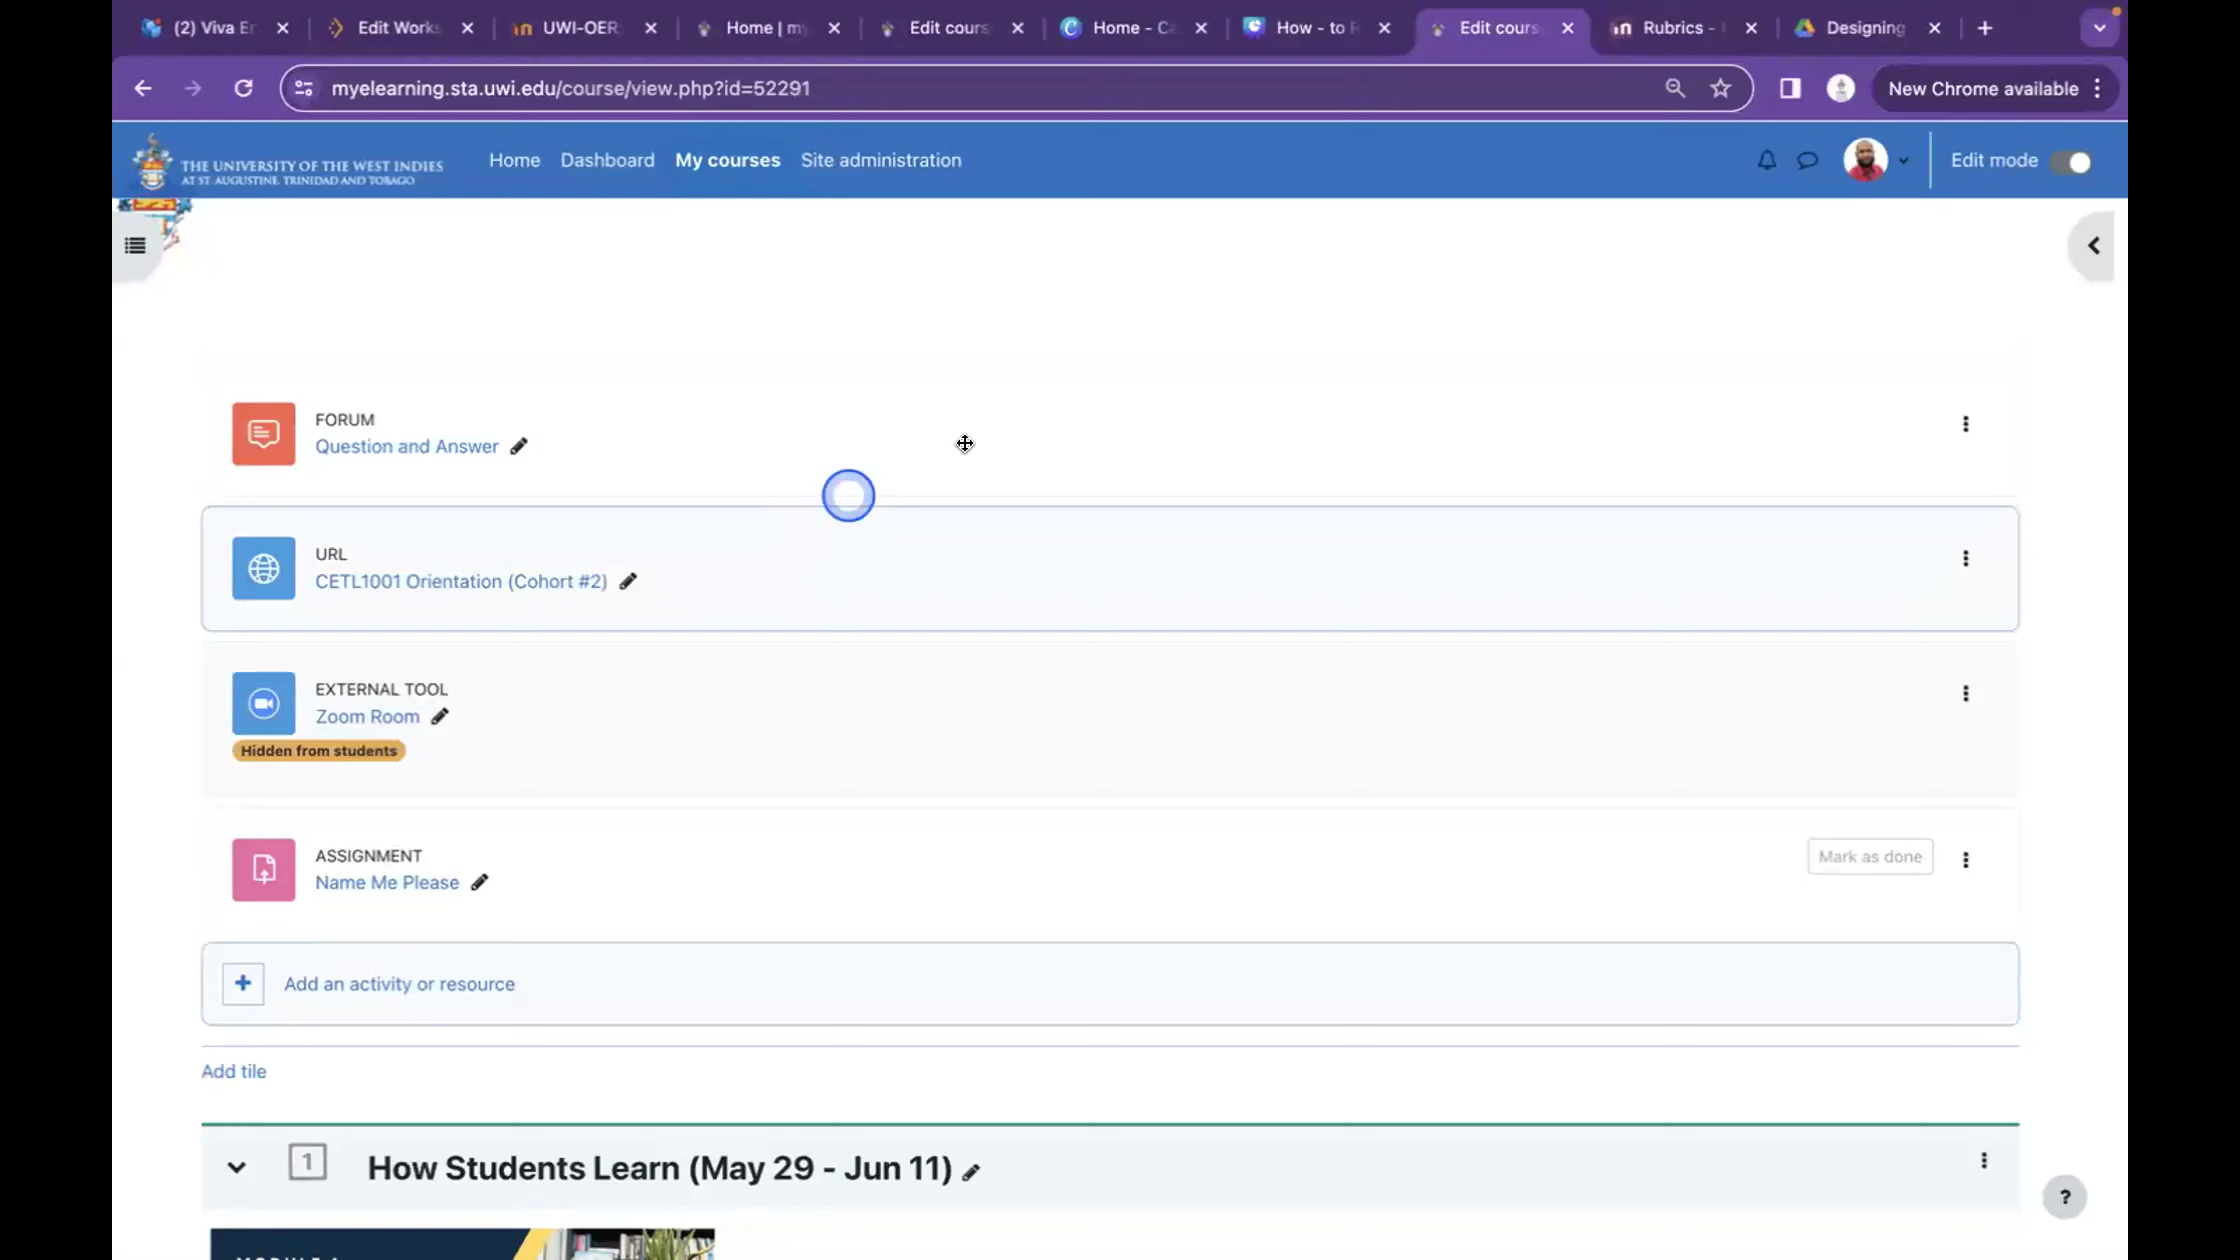 (2) Viva En
Edit Works
UWI-OER
Home | my
Edit cours
Home - Ca
How - to R
Edit cours
Rubrics -
Designing
myelearning.sta.uwi.edu/course/view.php?id=52291
New Chrome available
THE UNIVERSITY OF THE WEST INDIES
AT ST. AUGUSTINE, TRINIDAD AND TOBAGO
Home
Dashboard
My courses
Site administration
Edit mode
FORUM
Question and Answer
URL
CETL1001 Orientation (Cohort #2)
EXTERNAL TOOL
Zoom Room
Hidden from students
ASSIGNMENT
Name Me Please
Mark as done
Add an activity or resource
Add tile
1
How Students Learn (May 29 - Jun 11)
?